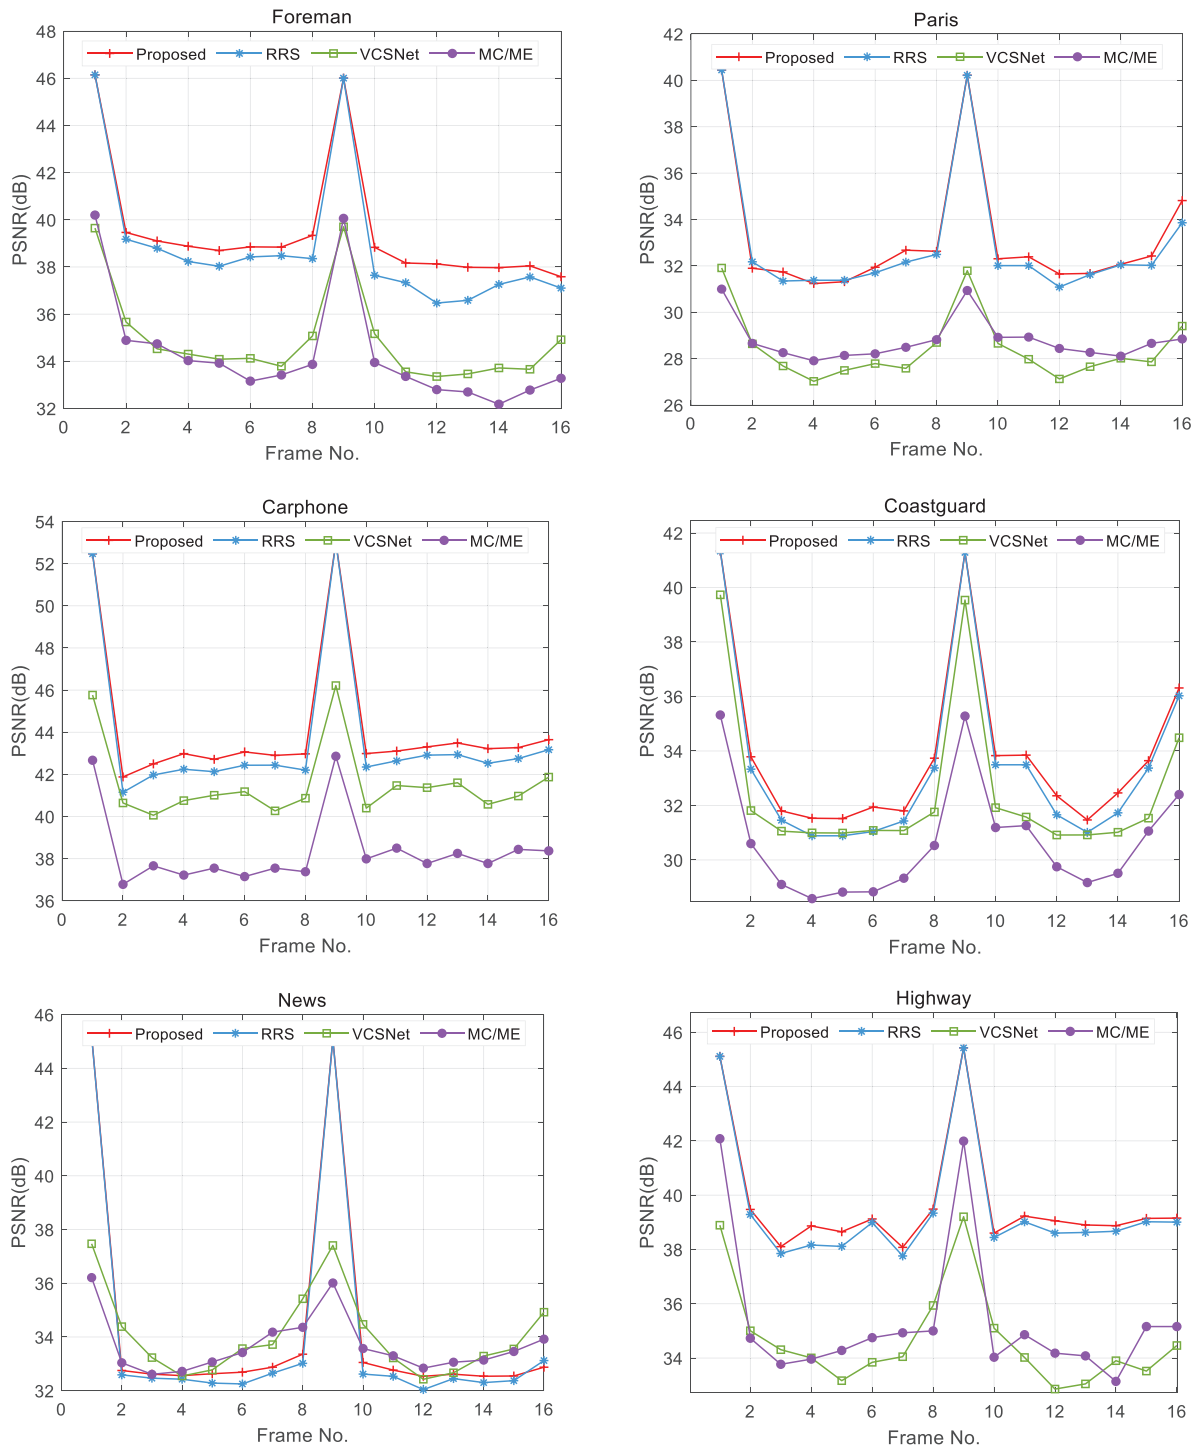 Foreman
48
46
44
42
40
38
36
34
32
PSNR(dB)
Proposed RRS VCSNet MC/ME
0 2 4 6 8 10 12 14 16
Frame No.
Paris
42
40
38
36
34
32
30
28
26
PSNR(dB)
Proposed RRS VCSNet MC/ME
0 2 4 6 8 10 12 14 16
Frame No.
Carphone
54
52
50
48
46
44
42
40
38
36
PSNR(dB)
Proposed RRS VCSNet MC/ME
0 2 4 6 8 10 12 14 16
Frame No.
Coastguard
42
40
38
36
34
32
30
PSNR(dB)
Proposed RRS VCSNet MC/ME
2 4 6 8 10 12 14 16
Frame No.
News
46
44
42
40
38
36
34
32
PSNR(dB)
Proposed RRS VCSNet MC/ME
0 2 4 6 8 10 12 14 16
Frame No.
Highway
46
44
42
40
38
36
34
PSNR(dB)
Proposed RRS VCSNet MC/ME
2 4 6 8 10 12 14 16
Frame No.